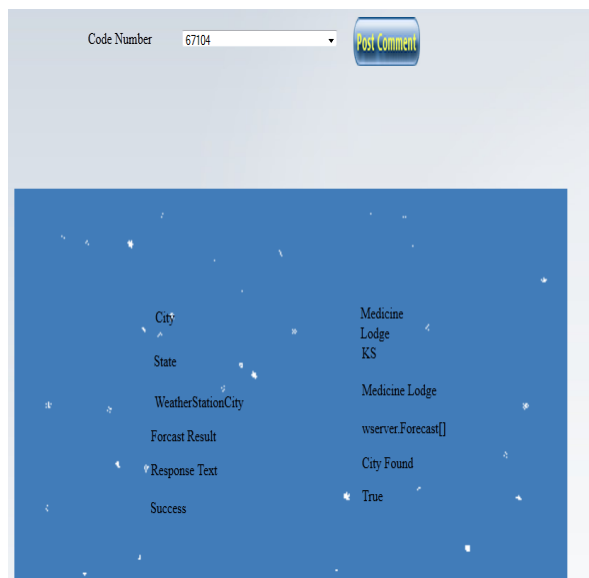 Code Number 67104 Post Comment
City Medicine
Lodge
State KS
WeatherStationCity Medicine Lodge
Forcast Result wserver.Forecast[]
Response Text City Found
Success True